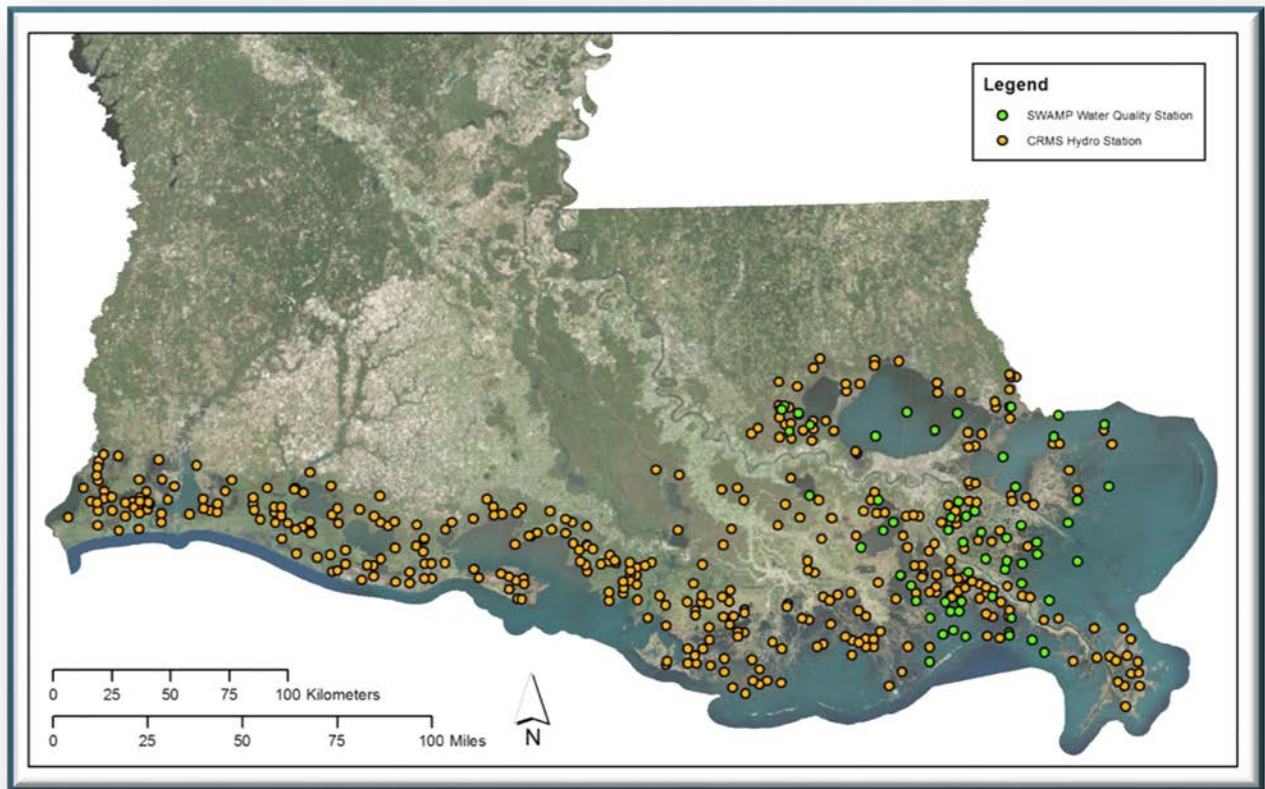 Legend
SWAMP Water Quality Station
CRMS Hydro Station
0 25 50 75 100 Kilometers
0 25 50 75 100 Miles
N